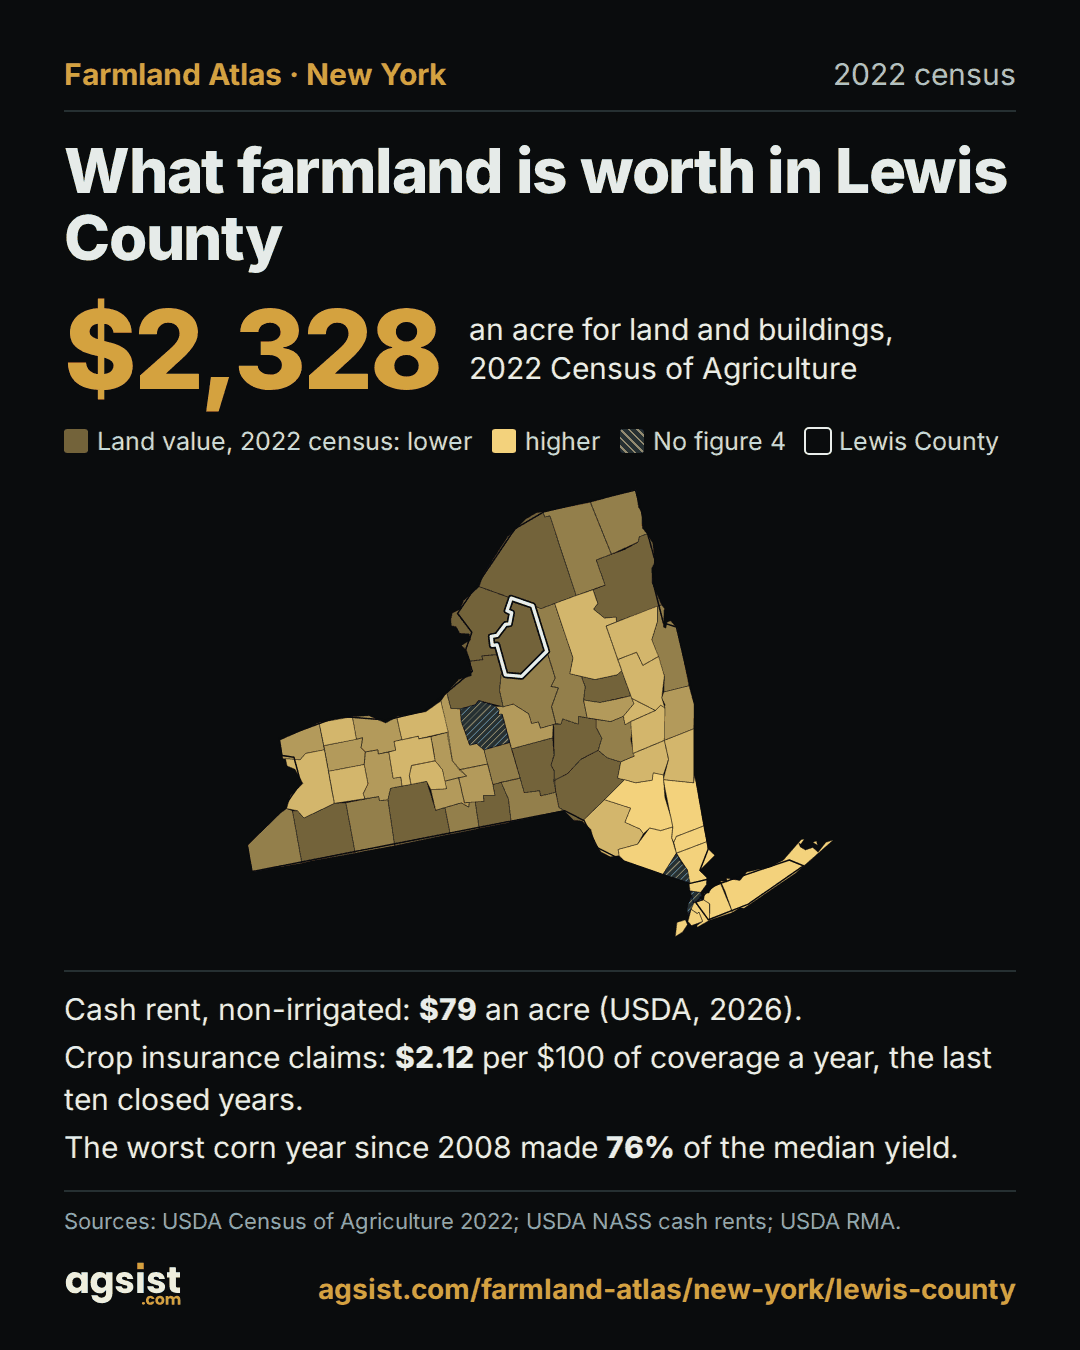 Farmland Atlas · New York
2022 census
What farmland is worth in Lewis
County
$2,328
an acre for land and buildings,
2022 Census of Agriculture
Land value, 2022 census: lower
higher
No figure 4
Lewis County
Cash rent, non-irrigated: $79 an acre (USDA, 2026).
Crop insurance claims: $2.12 per $100 of coverage a year, the last
ten closed years.
The worst corn year since 2008 made 76% of the median yield.
Sources: USDA Census of Agriculture 2022; USDA NASS cash rents; USDA RMA.
agsist
.com
agsist.com/farmland-atlas/new-york/lewis-county